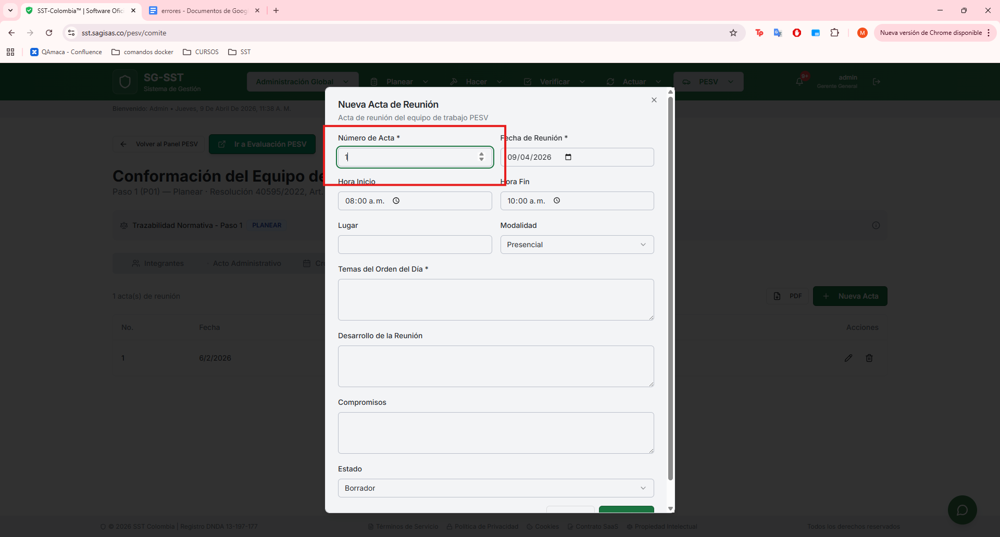 SST-Colombia™ | Software Ofici
errores - Documentos de Goog
sst.sagisas.co/pesv/comite
Nueva versión de Chrome disponible
M
QAmaca - Confluence
comandos docker
CURSOS
SST
SG-SST
Sistema de Gestión
Administración Global
Planear
Hacer
Verificar
Actuar
PESV
9+
admin
Gerente General
Bienvenido: Admin • Jueves, 9 De Abril De 2026, 11:38 A. M.
Volver al Panel PESV
Ir a Evaluación PESV
Conformación del Equipo de
Paso 1 (P01) — Planear · Resolución 40595/2022, Art.
Trazabilidad Normativa - Paso 1
PLANEAR
Integrantes
· Acto Administrativo
Cr
1 acta(s) de reunión
PDF
Nueva Acta
No.
Fecha
Acciones
1
6/2/2026
Nueva Acta de Reunión
Acta de reunión del equipo de trabajo PESV
Número de Acta *
Fecha de Reunión *
1
09/04/2026
Hora Inicio
Hora Fin
08:00 a.m.
10:00 a.m.
Lugar
Modalidad
Presencial
Temas del Orden del Día *
Desarrollo de la Reunión
Compromisos
Estado
Borrador
© 2026 SST Colombia | Registro DNDA 13-197-177
Términos de Servicio
Política de Privacidad
Cookies
Contrato SaaS
Propiedad Intelectual
Todos los derechos reservados